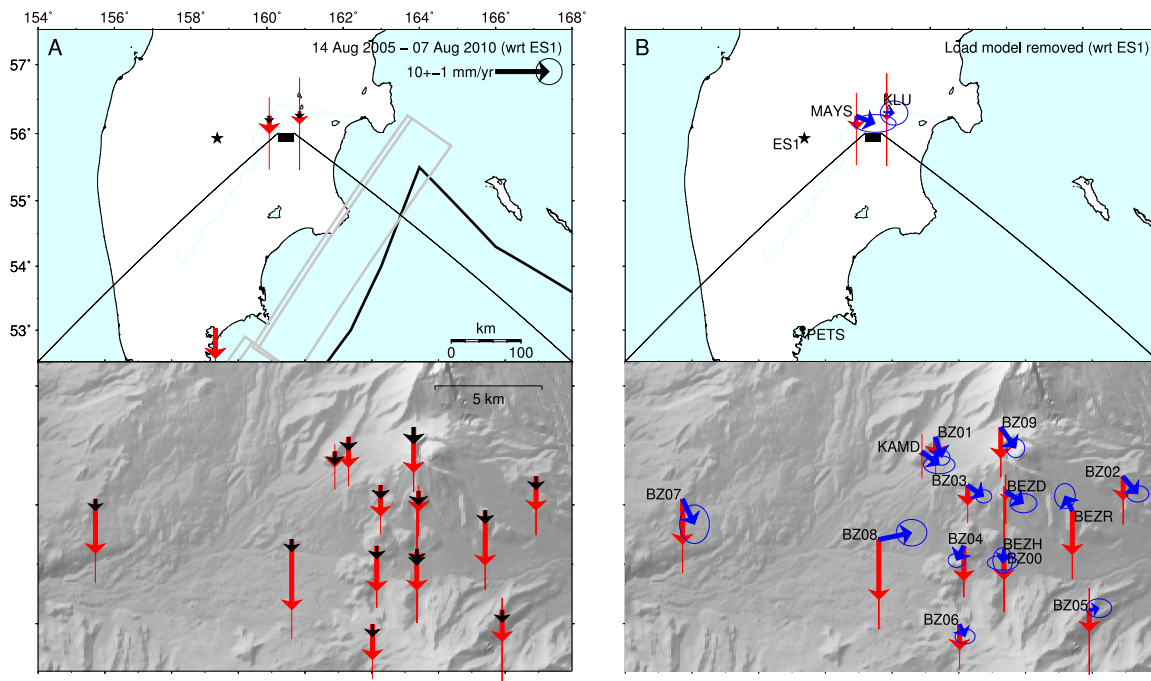 154° 156° 158° 160° 162° 164° 166° 168°
A
14 Aug 2005 – 07 Aug 2010 (wrt ES1)
10+−1 mm/yr
57°
56°
55°
54°
53°
km
0 100
5 km
B
Load model removed (wrt ES1)
KLU
MAYS
ES1
PETS
BZ09
BZ01
KAMD
BZ02
BZ03
BEZD
BZ07
BEZR
BZ08
BZ04
BEZH
BZ00
BZ05
BZ06